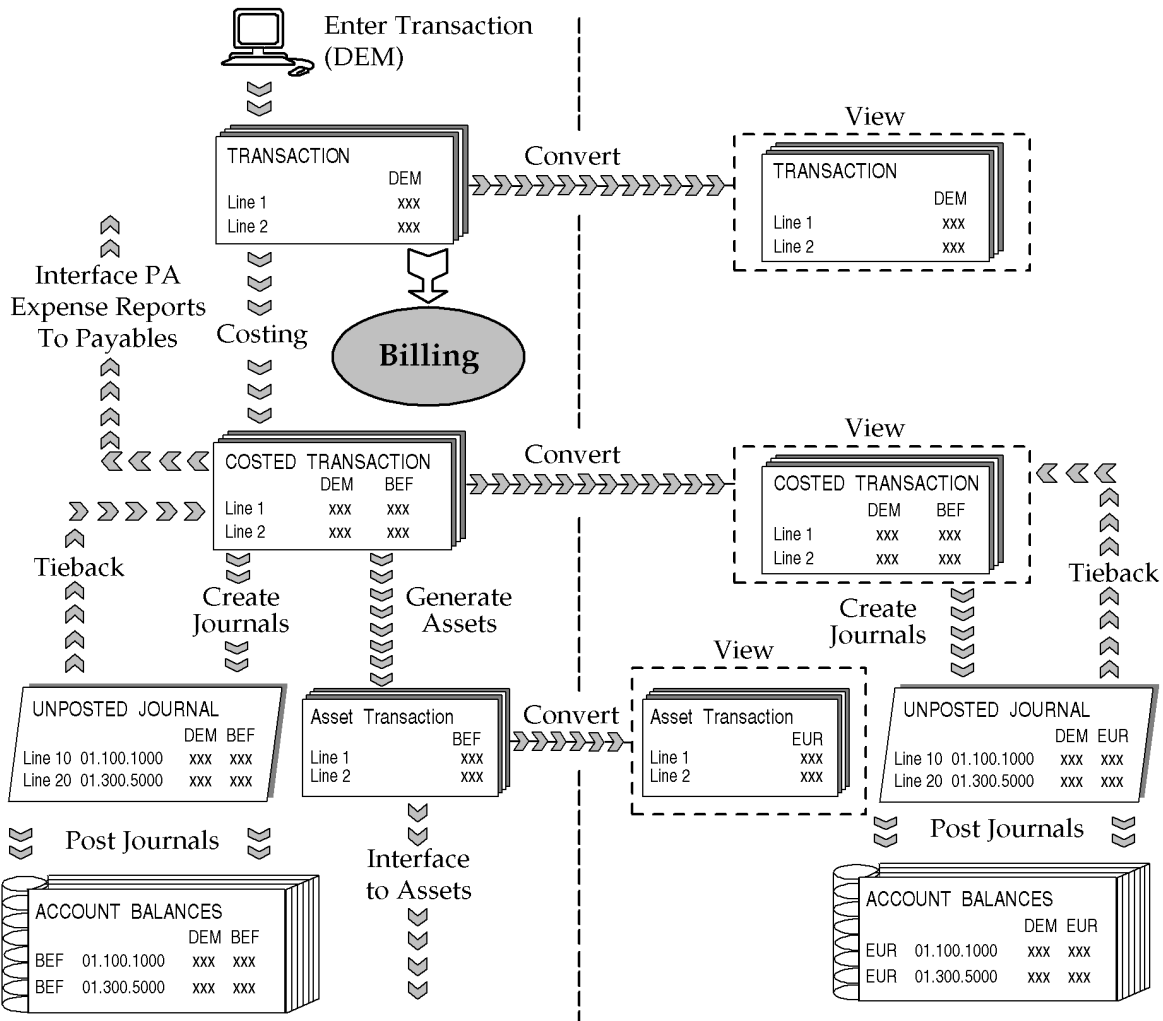 Enter Transaction
(DEM)
TRANSACTION
DEM
Line 1 xxx
Line 2 xxx
Convert
View
TRANSACTION
DEM
Line 1 xxx
Line 2 xxx
Interface PA
Expense Reports
To Payables
Costing
Billing
COSTED TRANSACTION
DEM BEF
Line 1 xxx xxx
Line 2 xxx xxx
Convert
View
COSTED TRANSACTION
DEM BEF
Line 1 xxx xxx
Line 2 xxx xxx
Tieback
Create
Journals
Generate
Assets
Create
Journals
Tieback
UNPOSTED JOURNAL
DEM BEF
Line 10 01.100.1000 xxx xxx
Line 20 01.300.5000 xxx xxx
Asset Transaction
BEF
Line 1 xxx
Line 2 xxx
Convert
View
Asset Transaction
EUR
Line 1 xxx
Line 2 xxx
UNPOSTED JOURNAL
DEM EUR
Line 10 01.100.1000 xxx xxx
Line 20 01.300.5000 xxx xxx
Post Journals
Interface
to Assets
Post Journals
ACCOUNT BALANCES
DEM BEF
BEF 01.100.1000 xxx xxx
BEF 01.300.5000 xxx xxx
ACCOUNT BALANCES
DEM EUR
EUR 01.100.1000 xxx xxx
EUR 01.300.5000 xxx xxx